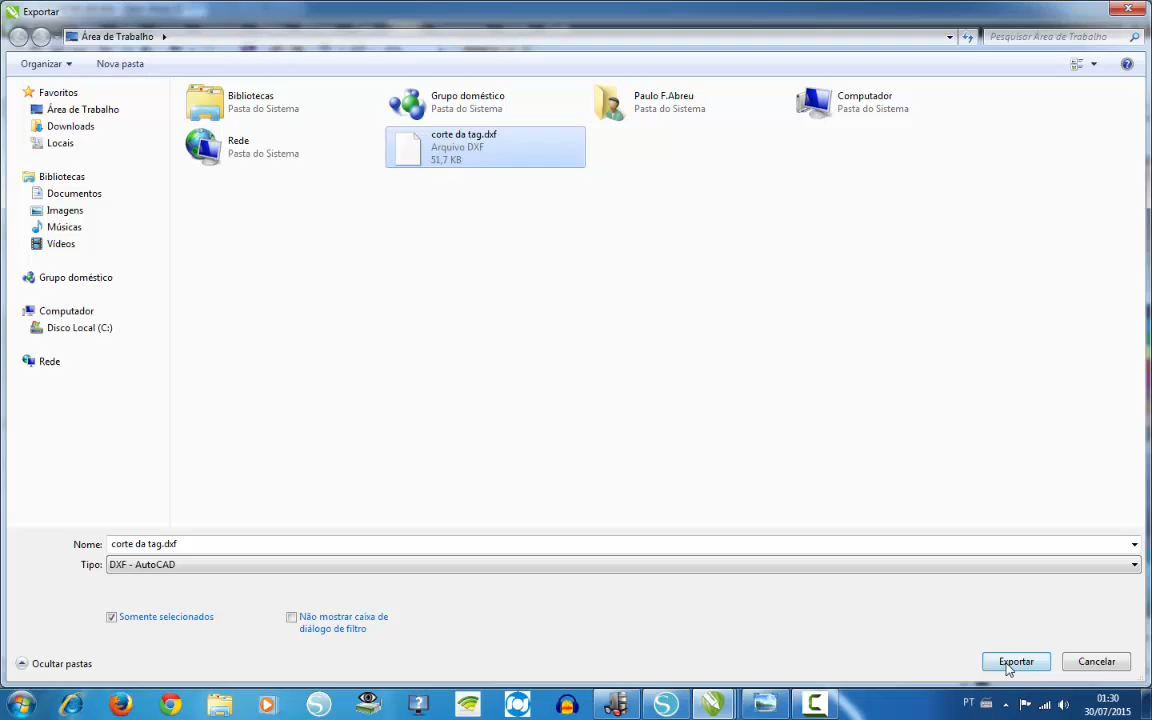 Exportar
Área de Trabalho
Pesquisar Área de Trabalho
Organizar
Nova pasta
Favoritos
Área de Trabalho
Downloads
Locais
Bibliotecas
Documentos
Imagens
Músicas
Vídeos
Grupo doméstico
Computador
Disco Local (C:)
Rede
Bibliotecas
Pasta do Sistema
Grupo doméstico
Pasta do Sistema
Paulo F.Abreu
Pasta do Sistema
Computador
Pasta do Sistema
Rede
Pasta do Sistema
corte da tag.dxf
Arquivo DXF
51,7 KB
Nome: corte da tag.dxf
Tipo: DXF - AutoCAD
Somente selecionados
Não mostrar caixa de
diálogo de filtro
Ocultar pastas
Exportar
Cancelar
PT
01:30
30/07/2015